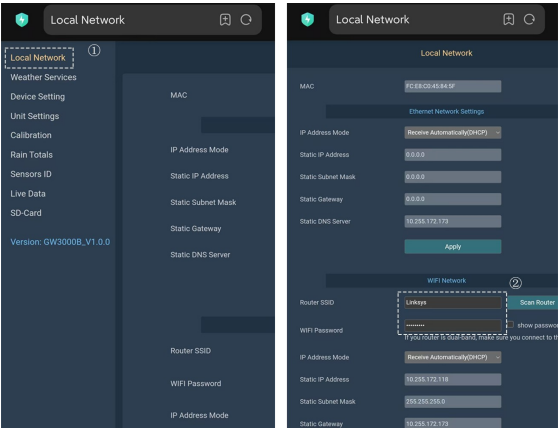 Local Network
①
Local Network
Weather Services
Device Setting
Unit Settings
Calibration
Rain Totals
Sensors ID
Live Data
SD-Card
Version: GW3000B_V1.0.0
MAC
IP Address Mode
Static IP Address
Static Subnet Mask
Static Gateway
Static DNS Server
Router SSID
WIFI Password
IP Address Mode
Local Network
Local Network
MAC FC:E8:C0:45:84:5F
Ethernet Network Settings
IP Address Mode Receive Automatically(DHCP)
Static IP Address 0.0.0.0
Static Subnet Mask 0.0.0.0
Static Gateway 0.0.0.0
Static DNS Server 10.255.172.173
Apply
WIFI Network
②
Router SSID Linksys Scan Router
WIFI Password ········· show passwor
If you router is dual-band, make sure you connect to th
IP Address Mode Receive Automatically(DHCP)
Static IP Address 10.255.172.118
Static Subnet Mask 255.255.255.0
Static Gateway 10.255.172.173